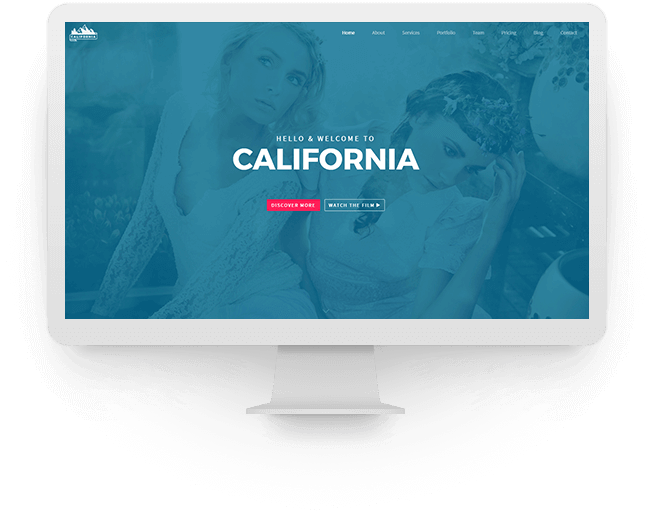 CALIFORNIA
Home About Services Portfolio Team Pricing Blog Contact
HELLO & WELCOME TO
CALIFORNIA
DISCOVER MORE WATCH THE FILM